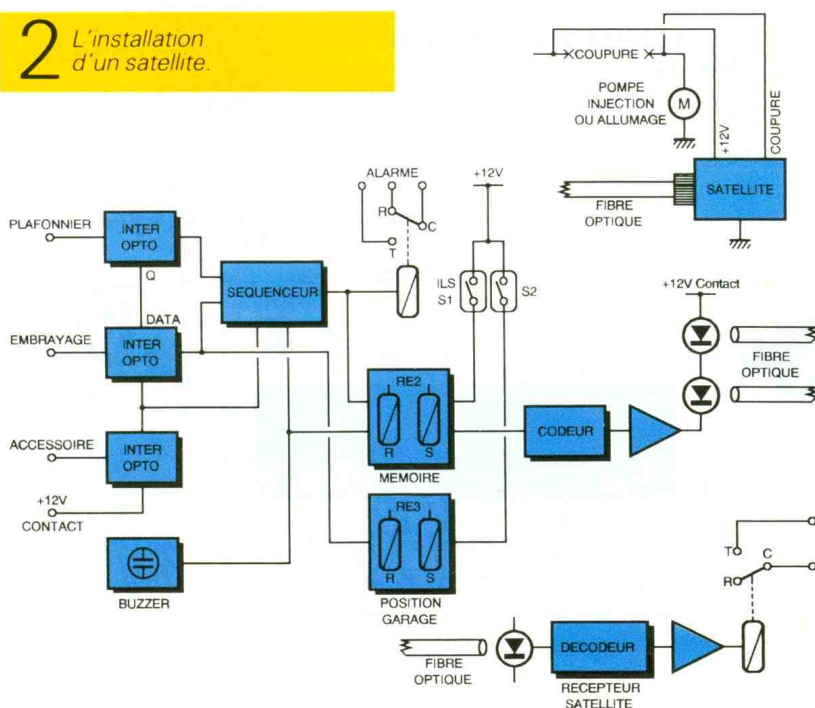 2 L'installation
d'un satellite.
COUPURE
POMPE
INJECTION
OU ALLUMAGE
M
+12V
COUPURE
SATELLITE
FIBRE
OPTIQUE
ALARME
R
C
T
+12V
PLAFONNIER
INTER
OPTO
Q
SEQUENCEUR
ILS
S1
S2
+12V Contact
DATA
EMBRAYAGE
INTER
OPTO
FIBRE
OPTIQUE
RE2
R S
MEMOIRE
CODEUR
ACCESSOIRE
INTER
OPTO
+12V
CONTACT
RE3
R S
POSITION
GARAGE
BUZZER
T
C
R
FIBRE
OPTIQUE
DECODEUR
RECEPTEUR
SATELLITE